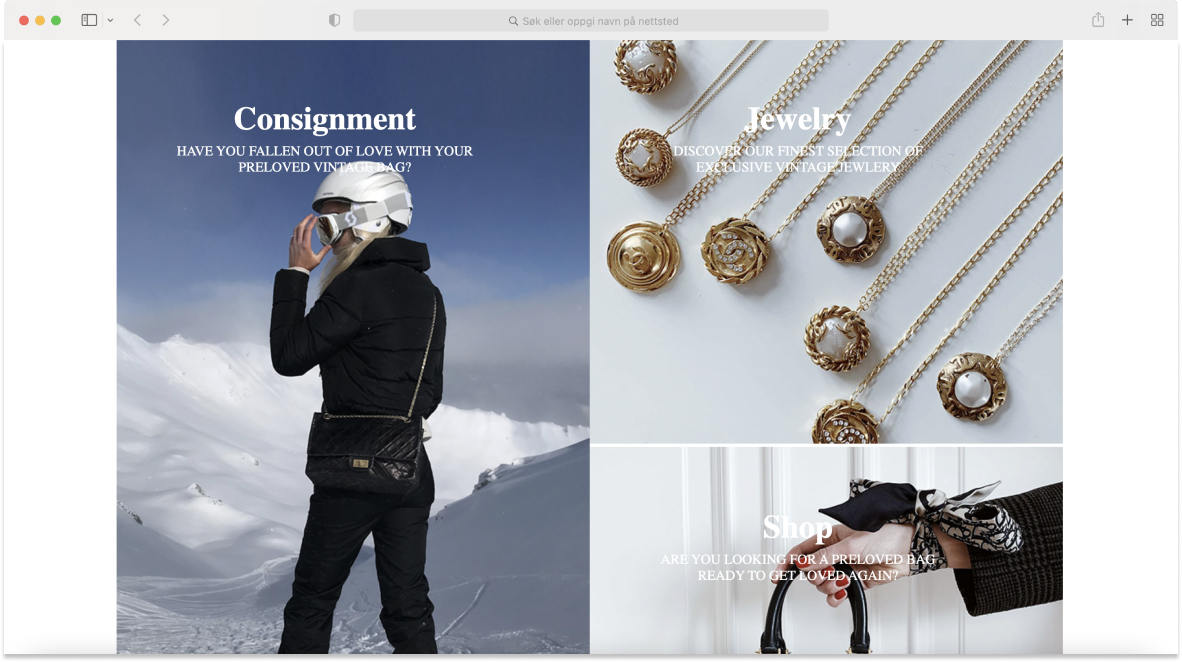 Søk eller oppgi navn på nettsted
Consignment
HAVE YOU FALLEN OUT OF LOVE WITH YOUR
PRELOVED VINTAGE BAG?
Jewelry
DISCOVER OUR FINEST SELECTION OF
EXCLUSIVE VINTAGE JEWLERY
Shop
ARE YOU LOOKING FOR A PRELOVED BAG
READY TO GET LOVED AGAIN?